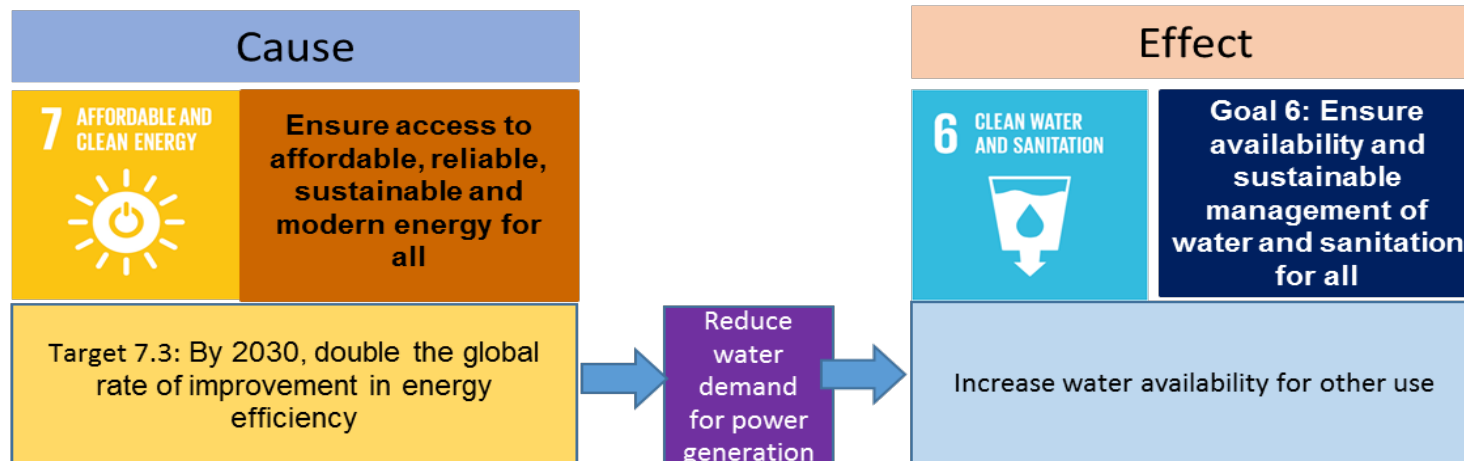 Cause
Effect
7 AFFORDABLE AND
CLEAN ENERGY
Ensure access to
affordable, reliable,
sustainable and
modern energy for
all
6 CLEAN WATER
AND SANITATION
Goal 6: Ensure
availability and
sustainable
management of
water and sanitation
for all
Target 7.3: By 2030, double the global
rate of improvement in energy
efficiency
Reduce
water
demand
for power
generation
Increase water availability for other use